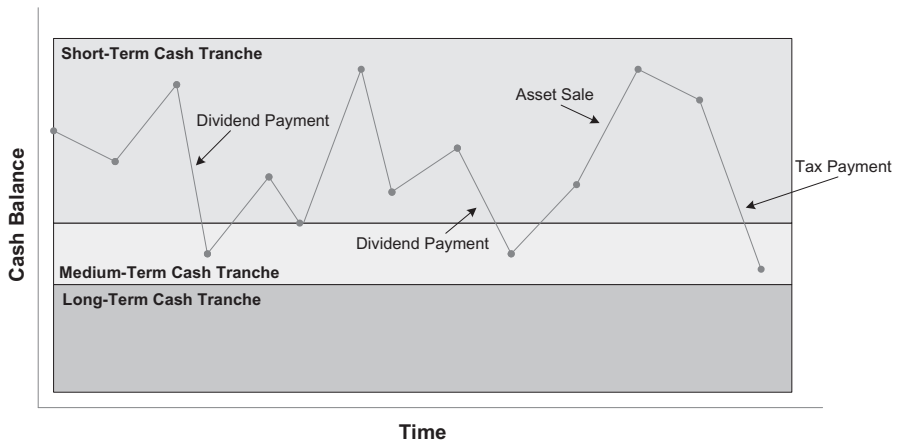 Short-Term Cash Tranche
Asset Sale
Dividend Payment
Tax Payment
Dividend Payment
Medium-Term Cash Tranche
Long-Term Cash Tranche
Cash Balance
Time